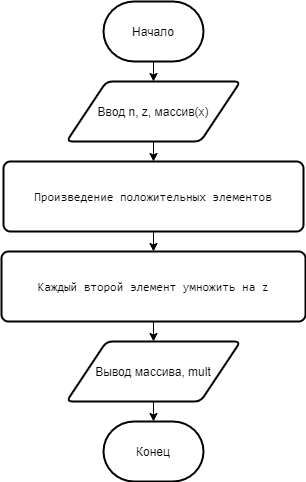 Начало
Ввод n, z, массив(x)
Произведение положительных элементов
Каждый второй элемент умножить на z
Вывод массива, mult
Конец